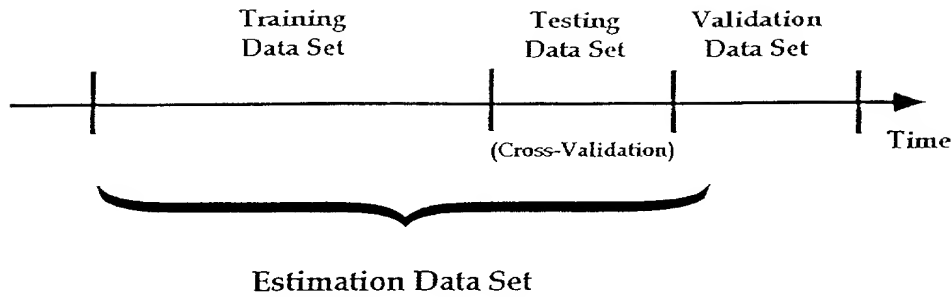 Training
Data Set
Testing
Data Set
Validation
Data Set
(Cross-Validation)
Time
Estimation Data Set